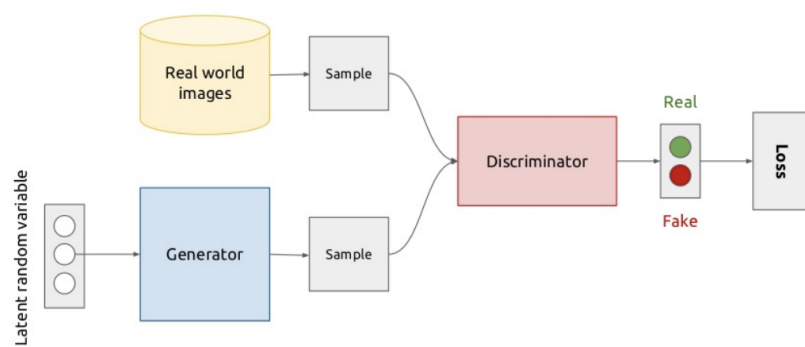 Real world
images
Sample
Real
Discriminator
Loss
Fake
Latent random variable
Generator
Sample